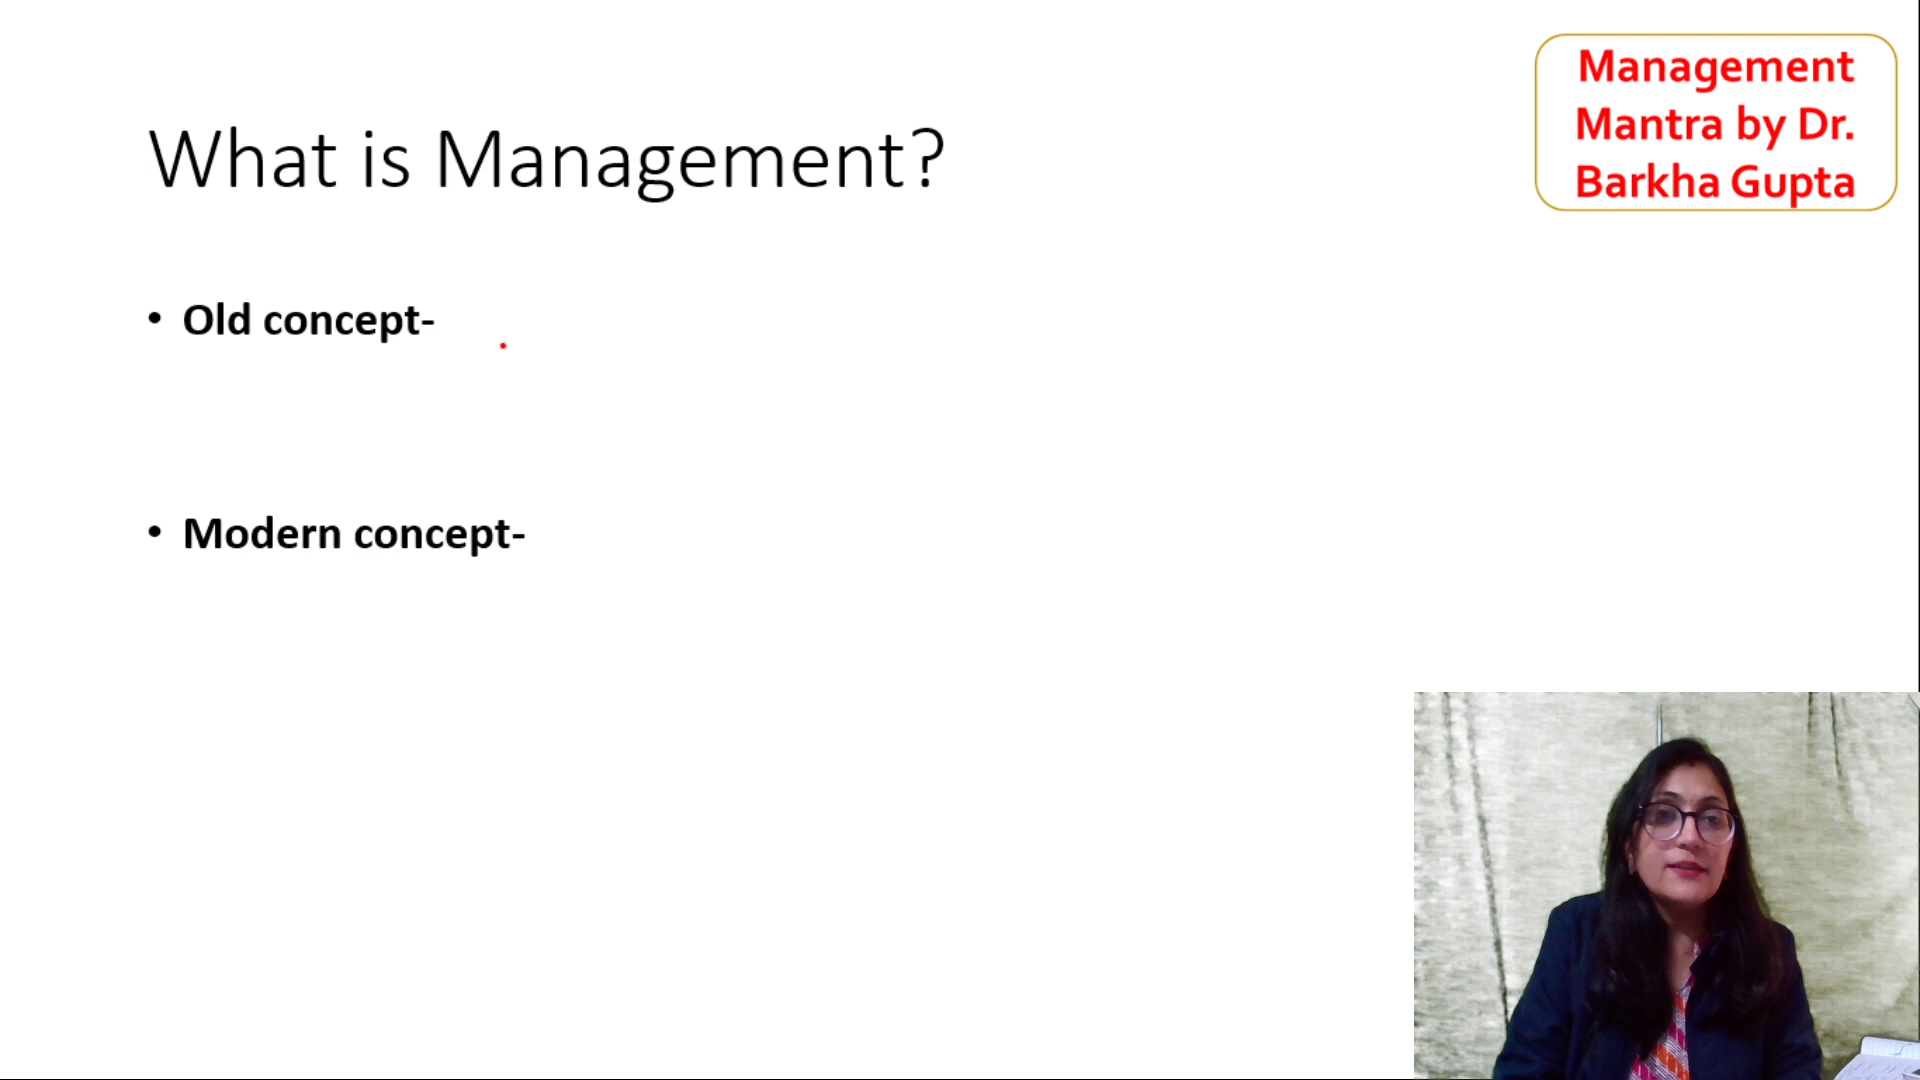 What is Management?
Management
Mantra by Dr.
Barkha Gupta
• Old concept-
• Modern concept-